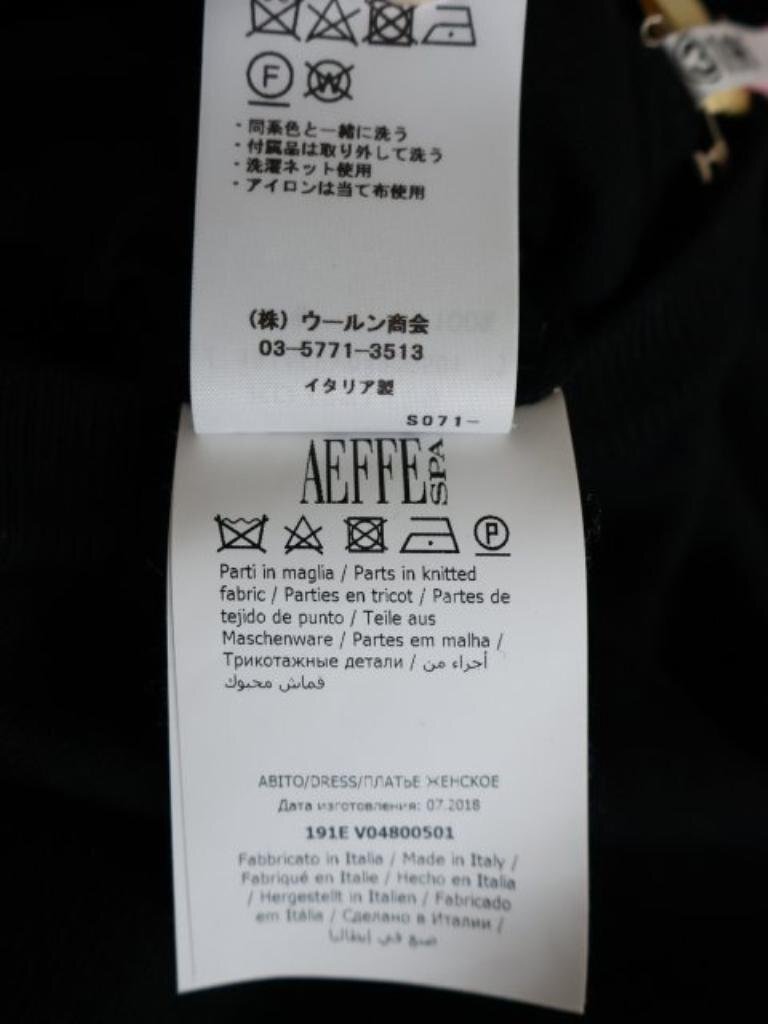 F W
・同系色と一緒に洗う
・付属品は取り外して洗う
・洗濯ネット使用
・アイロンは当て布使用
(株) ウールン商会
03-5771-3513
イタリア製
S071-
AEFFE SPA
P
Parti in maglia / Parts in knitted
fabric / Parties en tricot / Partes de
tejido de punto / Teile aus
Maschenware / Partes em malha /
Трикотажные детали / أجزاء من
قماش محبوك
ABITO/DRESS/ПЛАТЬЕ ЖЕНСКОЕ
Дата изготовления: 07.2018
191E V04800501
Fabbricato in Italia / Made in Italy /
Fabriqué en Italie / Hecho en Italia
/ Hergestellt in Italien / Fabricado
em Itália / Сделано в Италии /
صنع في إيطاليا